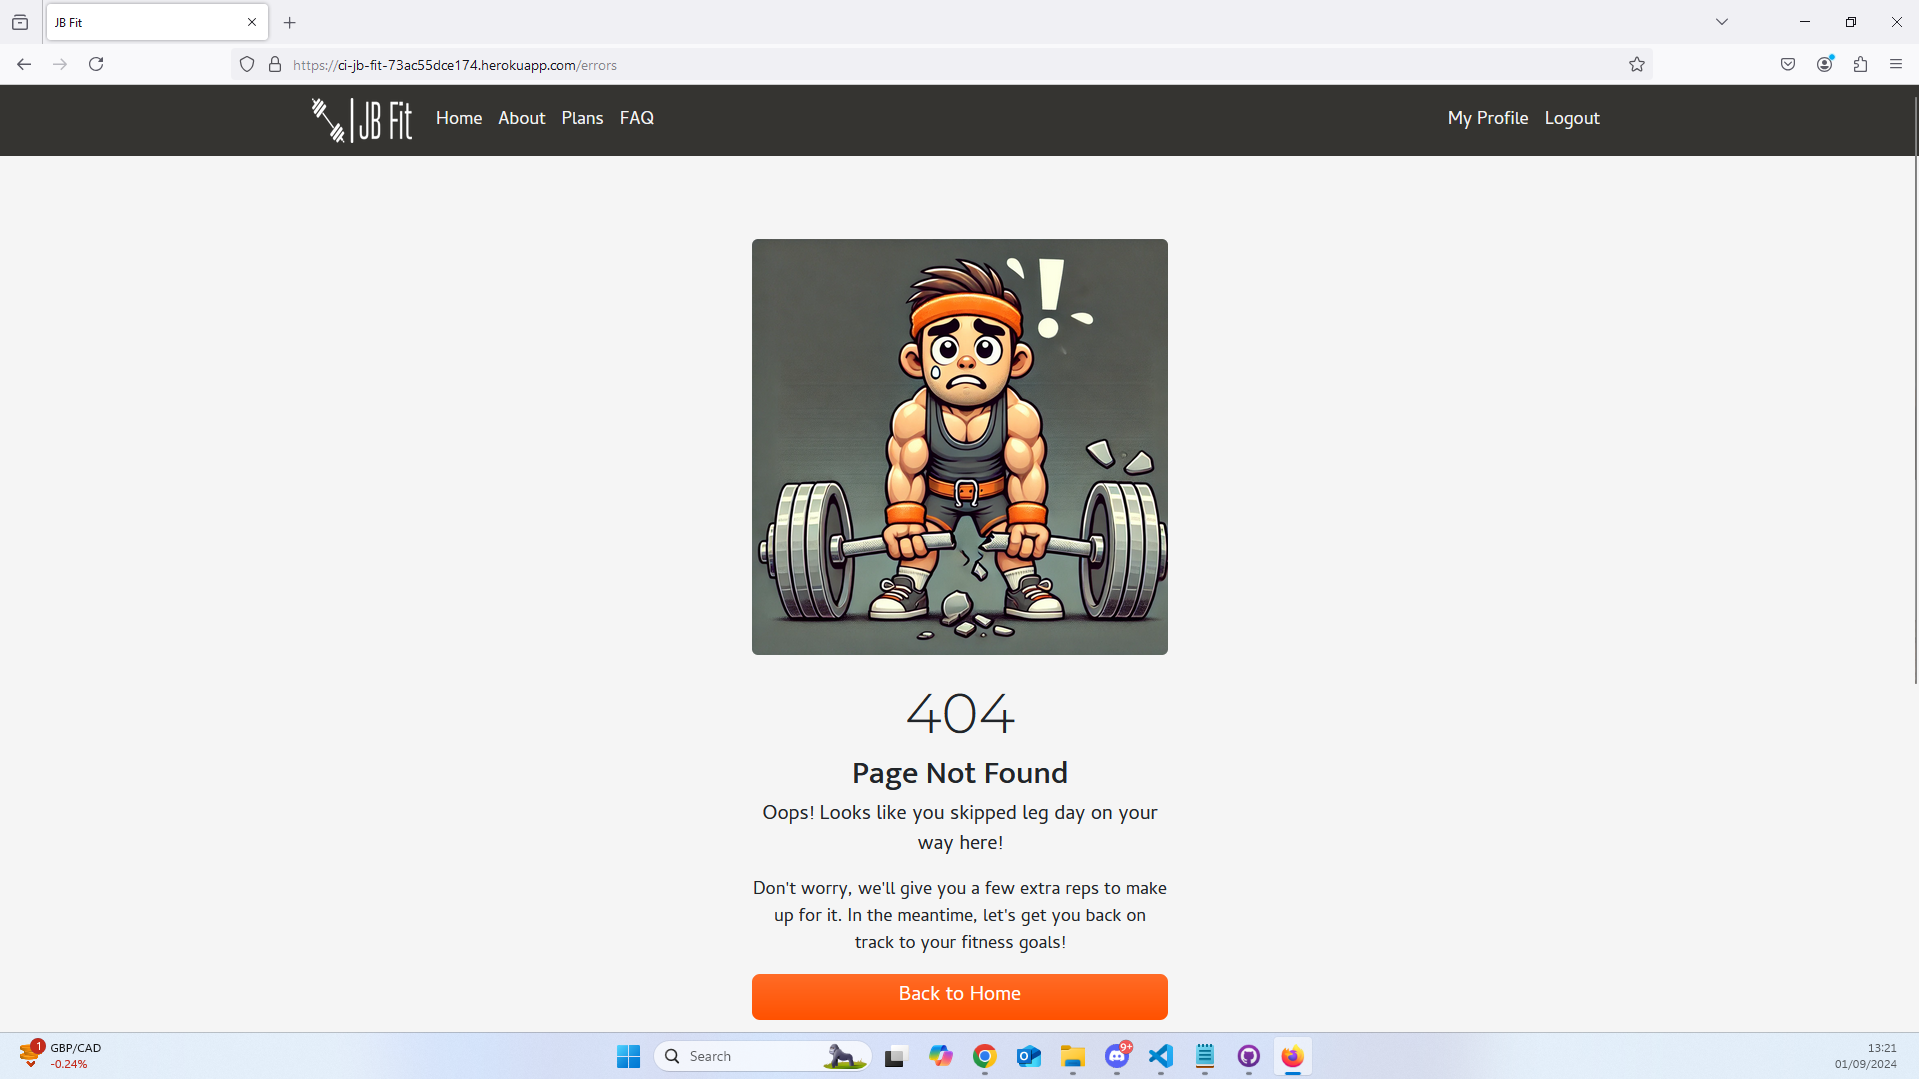 JB Fit
https://ci-jb-fit-73ac55dce174.herokuapp.com/errors
JB Fit
Home About Plans FAQ
My Profile Logout
!
404
Page Not Found
Oops! Looks like you skipped leg day on your
way here!
Don't worry, we'll give you a few extra reps to make
up for it. In the meantime, let's get you back on
track to your fitness goals!
Back to Home
1
GBP/CAD
-0.24%
Search
9+
13:21
01/09/2024